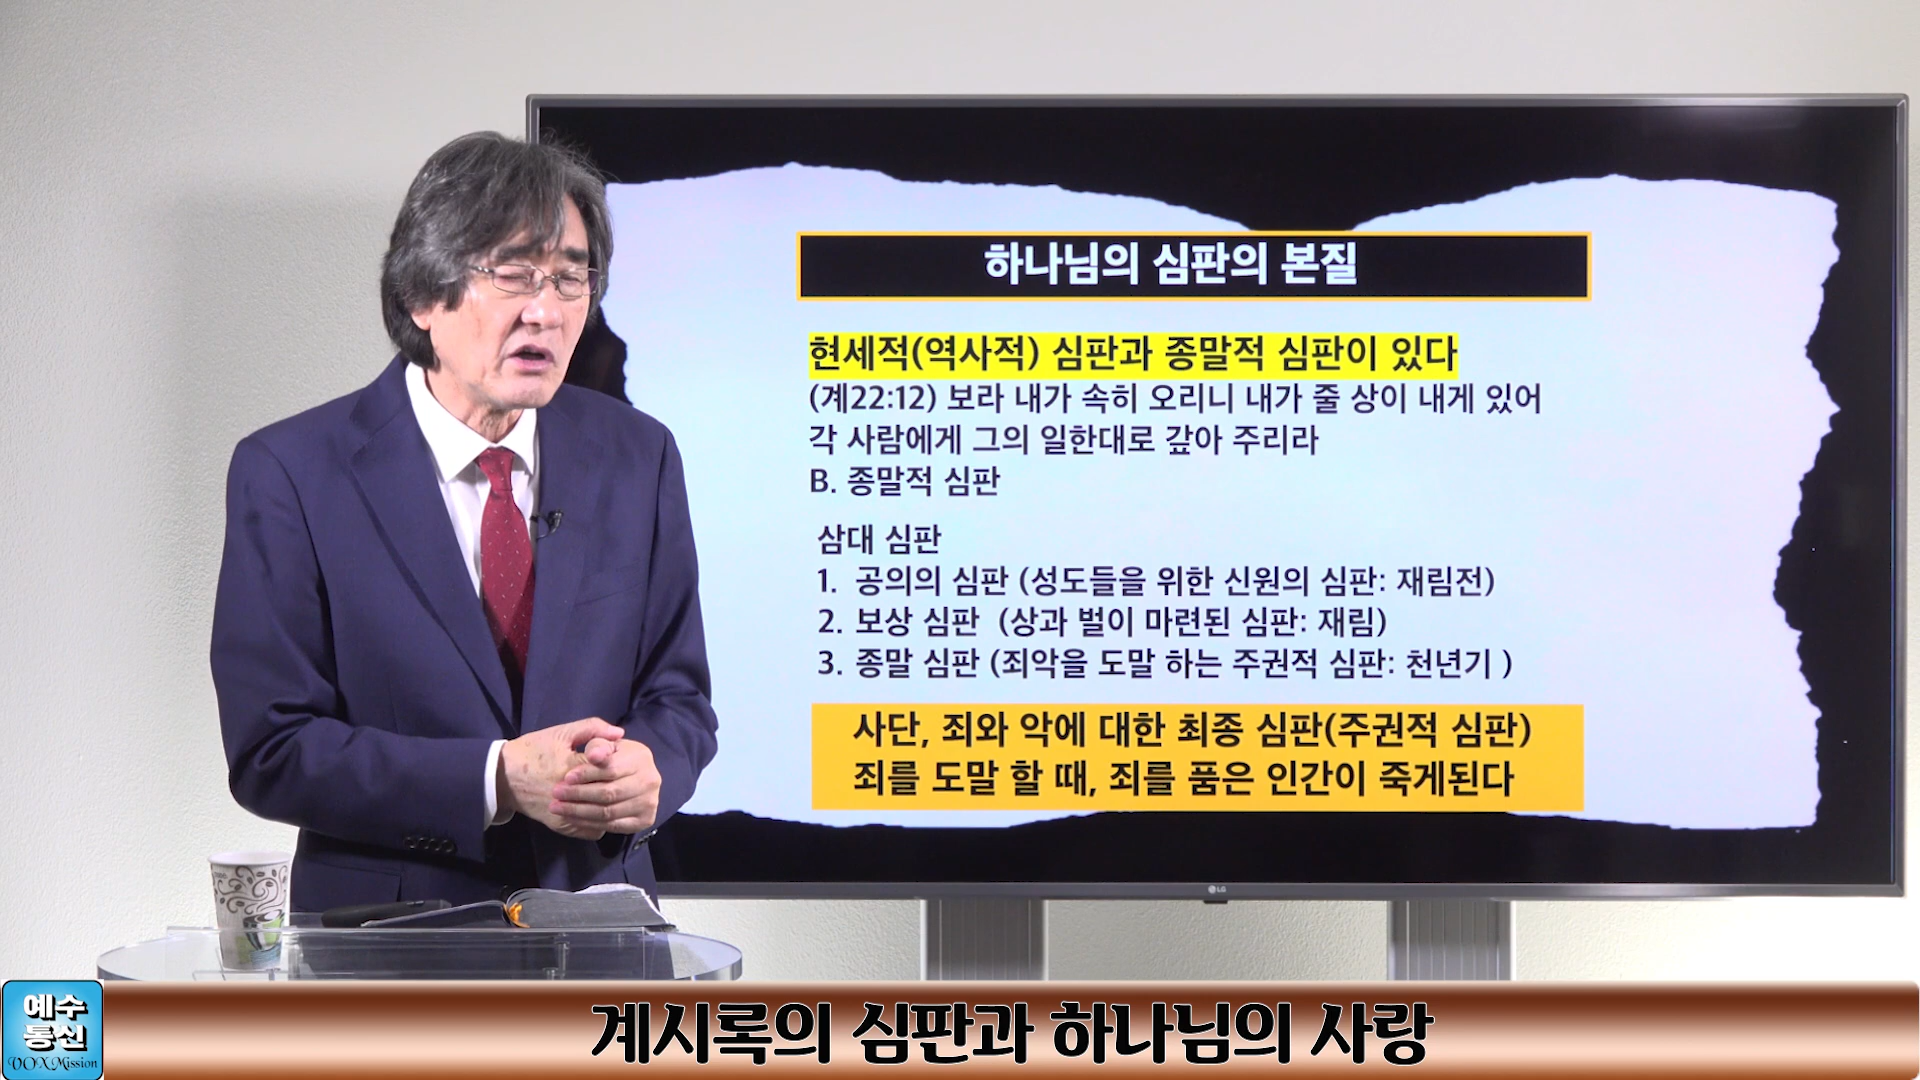 하나님의 심판의 본질
현세적(역사적) 심판과 종말적 심판이 있다
(계22:12) 보라 내가 속히 오리니 내가 줄 상이 내게 있어
각 사람에게 그의 일한대로 갚아 주리라
B. 종말적 심판
삼대 심판
1. 공의의 심판 (성도들을 위한 신원의 심판: 재림전)
2. 보상 심판 (상과 벌이 마련된 심판: 재림)
3. 종말 심판 (죄악을 도말 하는 주권적 심판: 천년기 )
사단, 죄와 악에 대한 최종 심판(주권적 심판)
죄를 도말 할 때, 죄를 품은 인간이 죽게된다
LG
예수
통신
VOX Mission
계시록의 심판과 하나님의 사랑